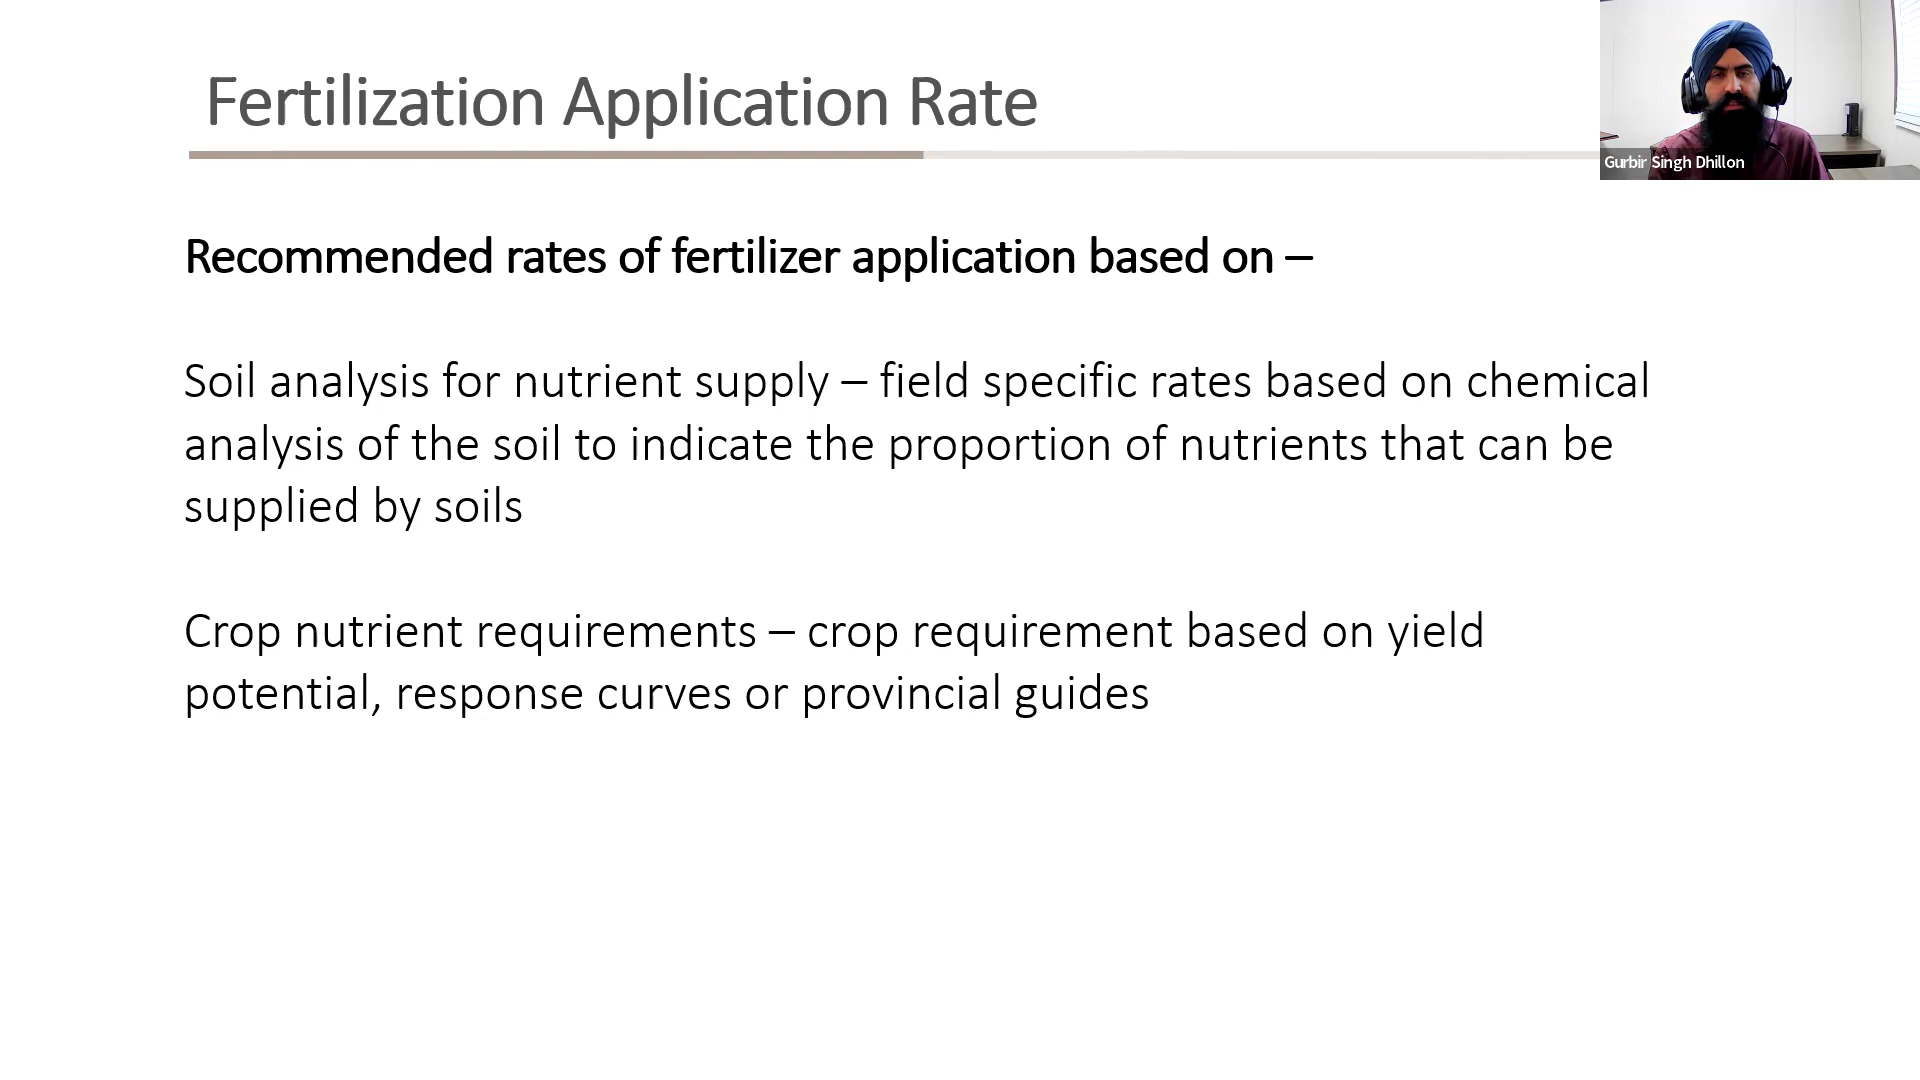 Fertilization Application Rate
Gurbir Singh Dhillon
Recommended rates of fertilizer application based on –
Soil analysis for nutrient supply – field specific rates based on chemical
analysis of the soil to indicate the proportion of nutrients that can be
supplied by soils
Crop nutrient requirements – crop requirement based on yield
potential, response curves or provincial guides